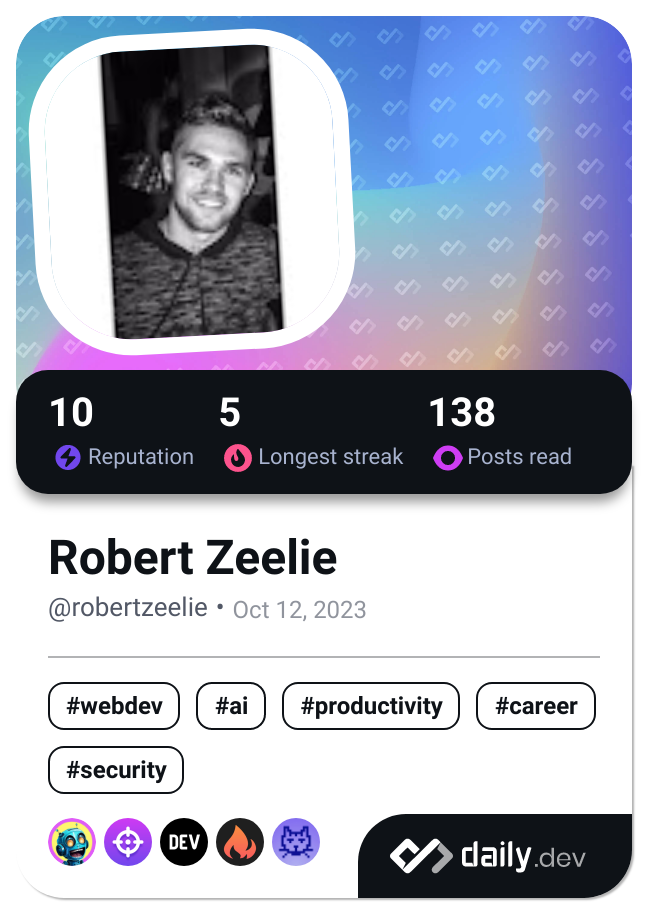 10 5 138
Reputation Longest streak Posts read
Robert Zeelie
@robertzeelie • Oct 12, 2023
#webdev #ai #productivity #career
#security
DEV
daily.dev